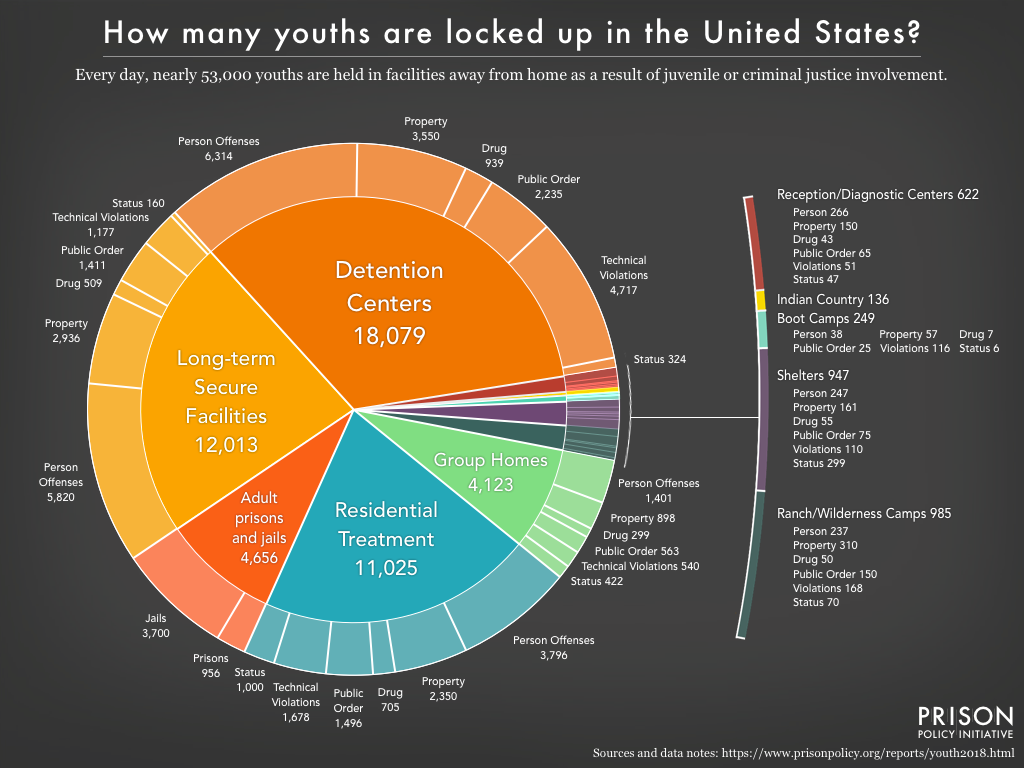 How many youths are locked up in the United States?
Every day, nearly 53,000 youths are held in facilities away from home as a result of juvenile or criminal justice involvement.
Property
3,550
Person Offenses
6,314
Drug
939
Public Order
2,235
Status 160
Technical Violations
1,177
Public Order
1,411
Drug 509
Property
2,936
Person
Offenses
5,820
Technical
Violations
4,717
Status 324
Detention
Centers
18,079
Long-term
Secure
Facilities
12,013
Adult
prisons
and jails
4,656
Residential
Treatment
11,025
Group Homes
4,123
Person Offenses
1,401
Property 898
Drug 299
Public Order 563
Technical Violations 540
Status 422
Person Offenses
3,796
Property
2,350
Drug
705
Public
Order
1,496
Technical
Violations
1,678
Status
1,000
Prisons
956
Jails
3,700
Reception/Diagnostic Centers 622
Person 266
Property 150
Drug 43
Public Order 65
Violations 51
Status 47
Indian Country 136
Boot Camps 249
Person 38 Property 57 Drug 7
Public Order 25 Violations 116 Status 6
Shelters 947
Person 247
Property 161
Drug 55
Public Order 75
Violations 110
Status 299
Ranch/Wilderness Camps 985
Person 237
Property 310
Drug 50
Public Order 150
Violations 168
Status 70
PRISON
POLICY INITIATIVE
Sources and data notes: https://www.prisonpolicy.org/reports/youth2018.html